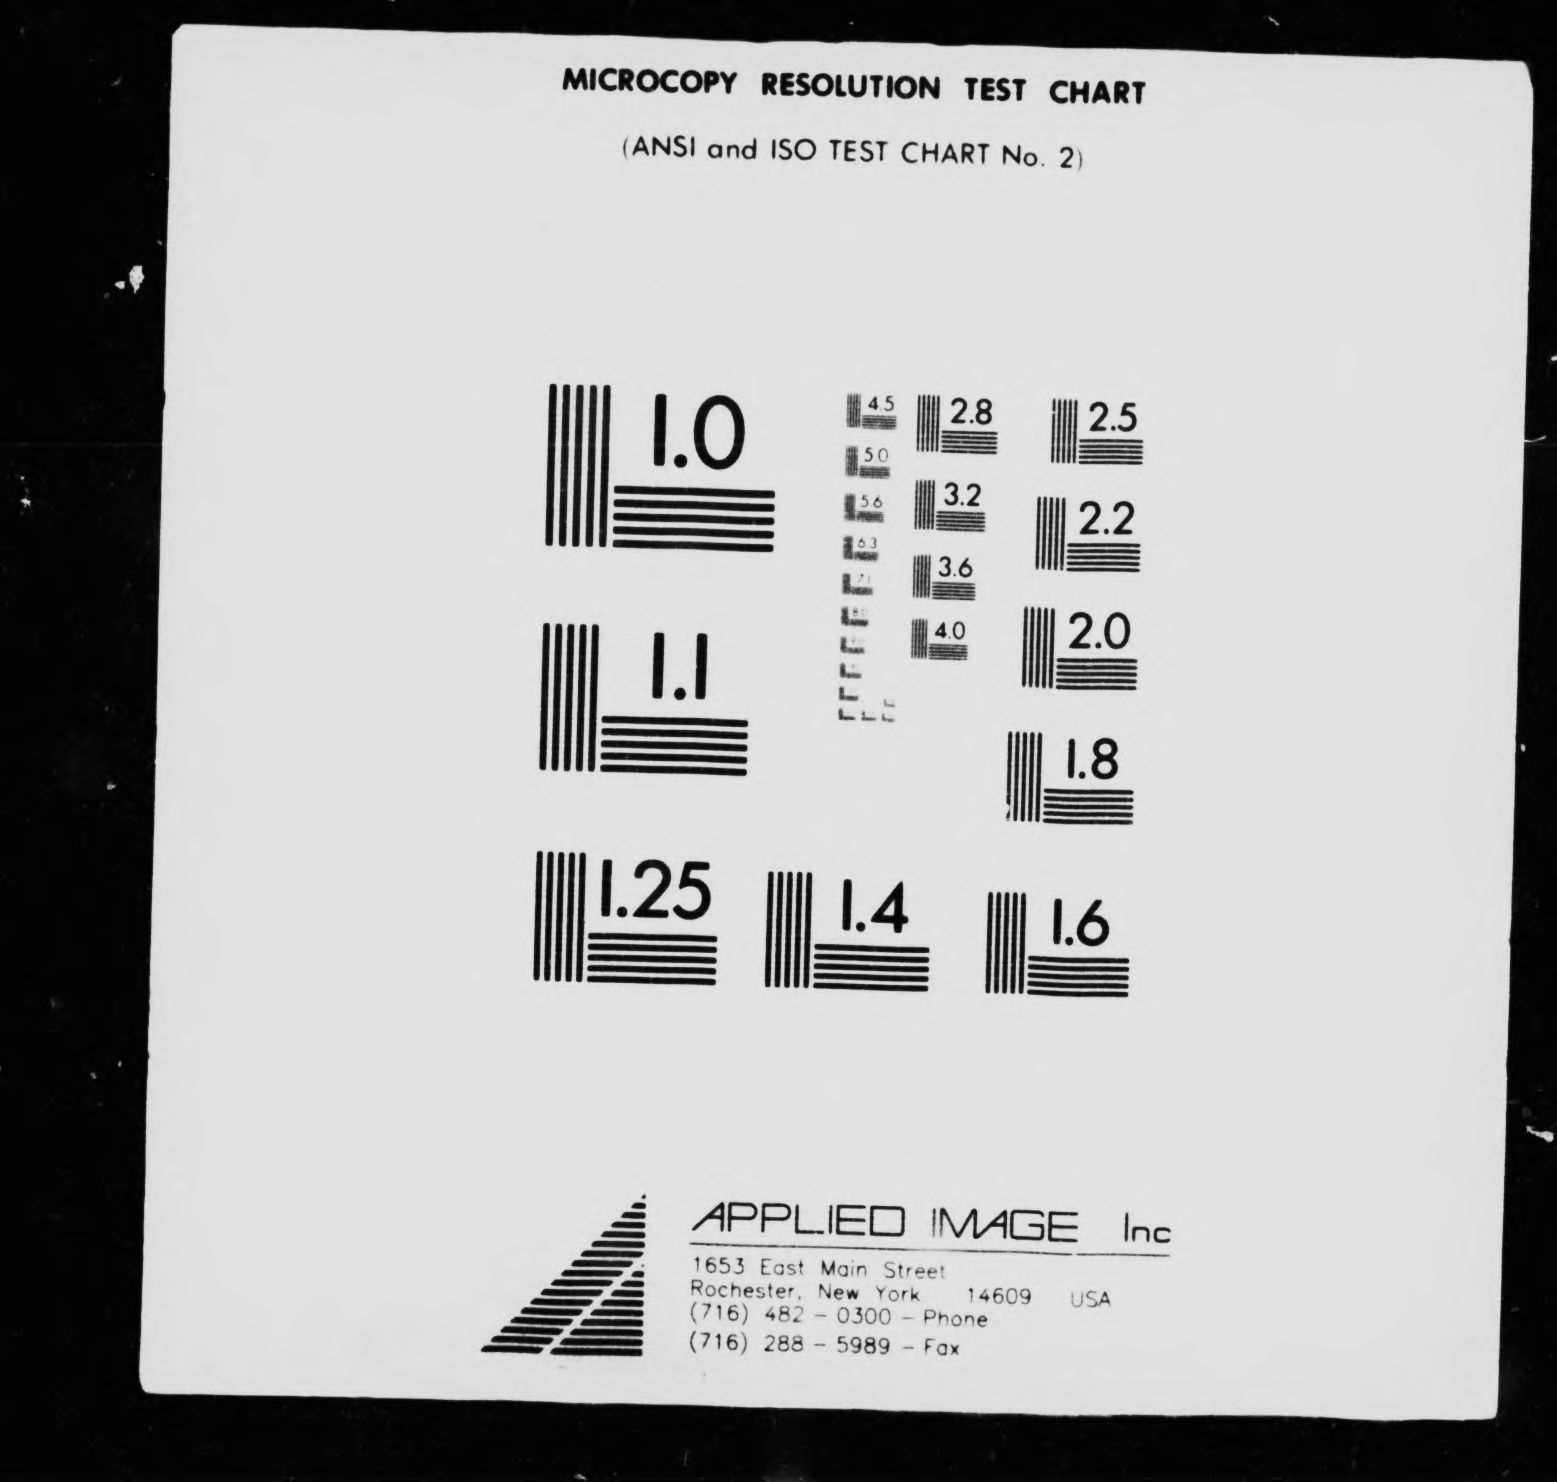 MICROCOPY RESOLUTION TEST CHART
(ANSI and ISO TEST CHART No. 2)
1.0
1.1
1.25
1.4
1.6
1.8
2.0
2.2
2.5
2.8
3.2
3.6
4.0
4.5
5.0
5.6
6.3
7.1
8.0
APPLIED IMAGE Inc
1653 East Main Street
Rochester, New York 14609 USA
(716) 482 - 0300 - Phone
(716) 288 - 5989 - Fax